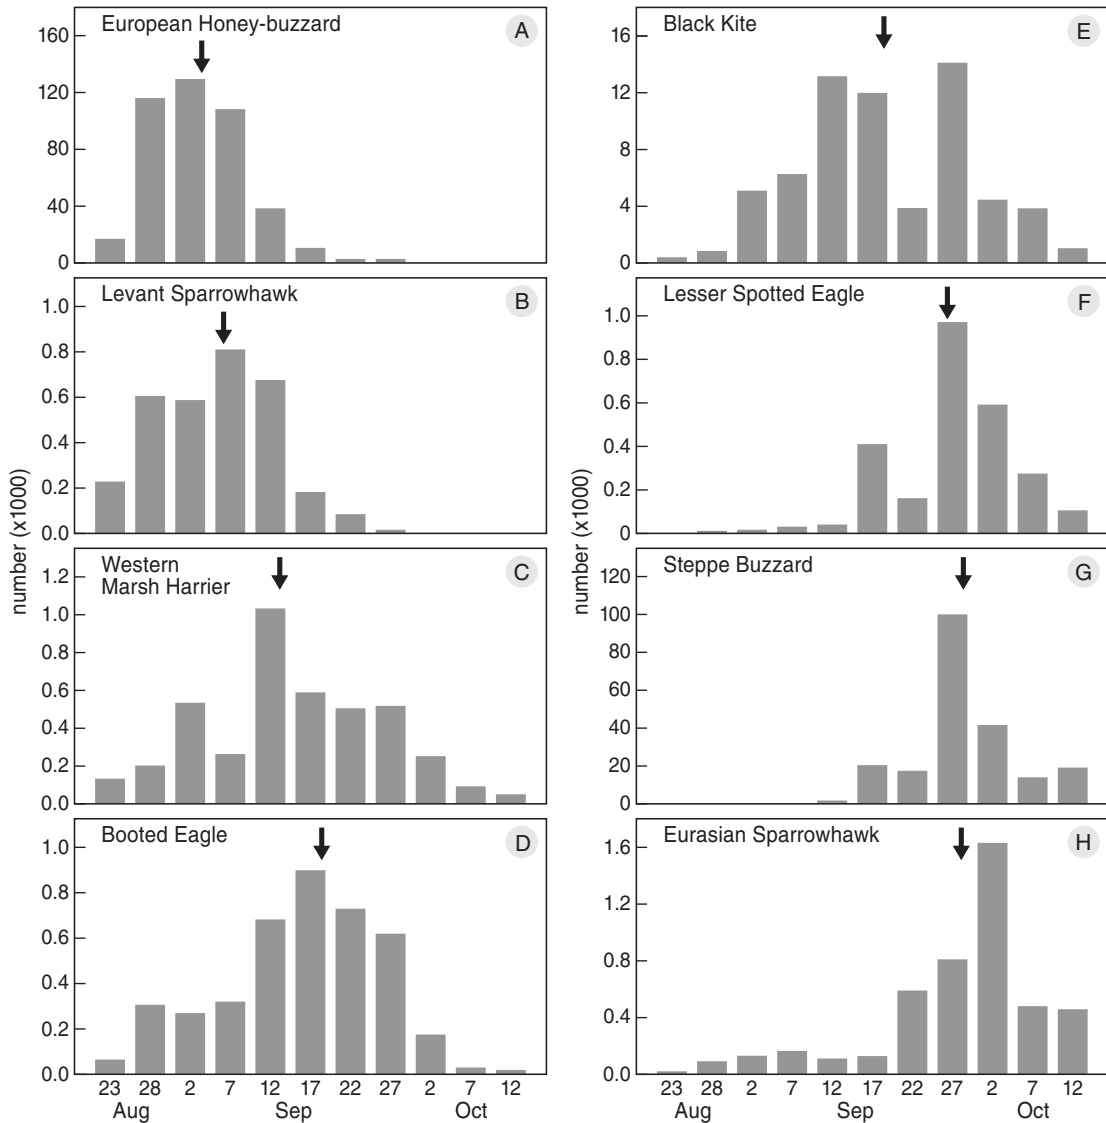 European Honey-buzzard
A
160
120
80
40
0
Levant Sparrowhawk
B
1.0
0.8
0.6
0.4
0.2
0.0
Western
Marsh Harrier
C
1.2
1.0
0.8
0.6
0.4
0.2
0.0
Booted Eagle
D
1.0
0.8
0.6
0.4
0.2
0.0
number (x1000)
23 28 2 7 12 17 22 27 2 7 12
Aug Sep Oct
Black Kite
E
16
12
8
4
0
Lesser Spotted Eagle
F
1.0
0.8
0.6
0.4
0.2
0
Steppe Buzzard
G
120
100
80
60
40
20
0
Eurasian Sparrowhawk
H
1.6
1.2
0.8
0.4
0.0
number (x1000)
23 28 2 7 12 17 22 27 2 7 12
Aug Sep Oct